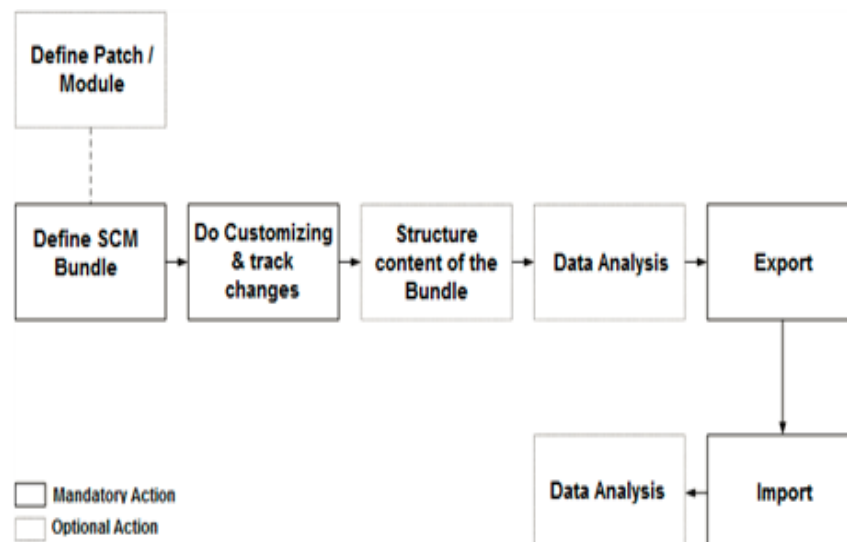 Define Patch /
Module
Define SCM
Bundle
Do Customizing
& track
changes
Structure
content of the
Bundle
Data Analysis
Export
Data Analysis
Import
Mandatory Action
Optional Action